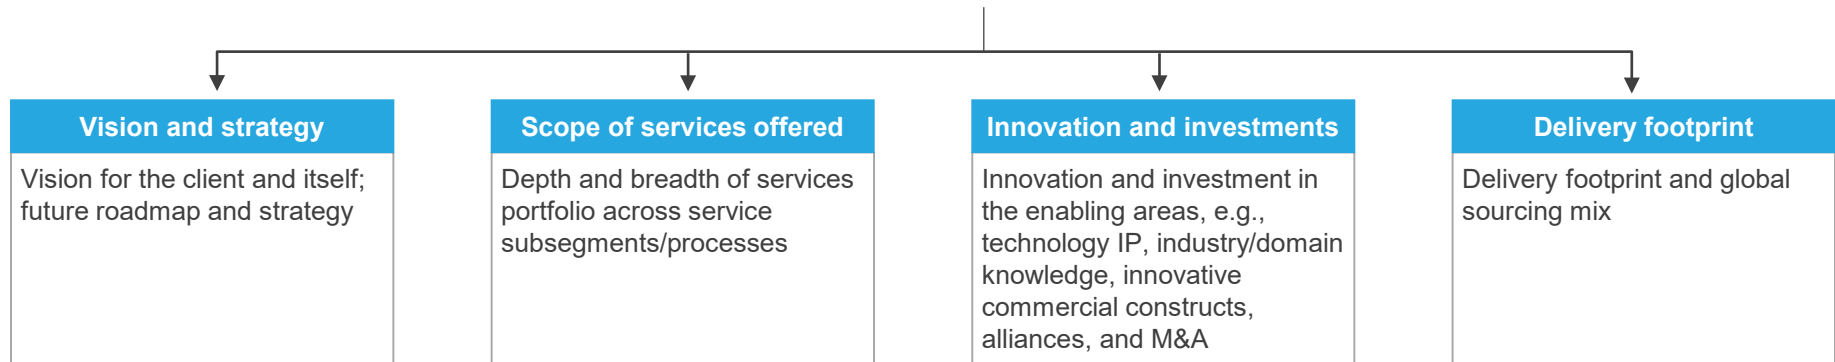 Vision and strategy
Vision for the client and itself;
future roadmap and strategy
Scope of services offered
Depth and breadth of services
portfolio across service
subsegments/processes
Innovation and investments
Innovation and investment in
the enabling areas, e.g.,
technology IP, industry/domain
knowledge, innovative
commercial constructs,
alliances, and M&A
Delivery footprint
Delivery footprint and global
sourcing mix